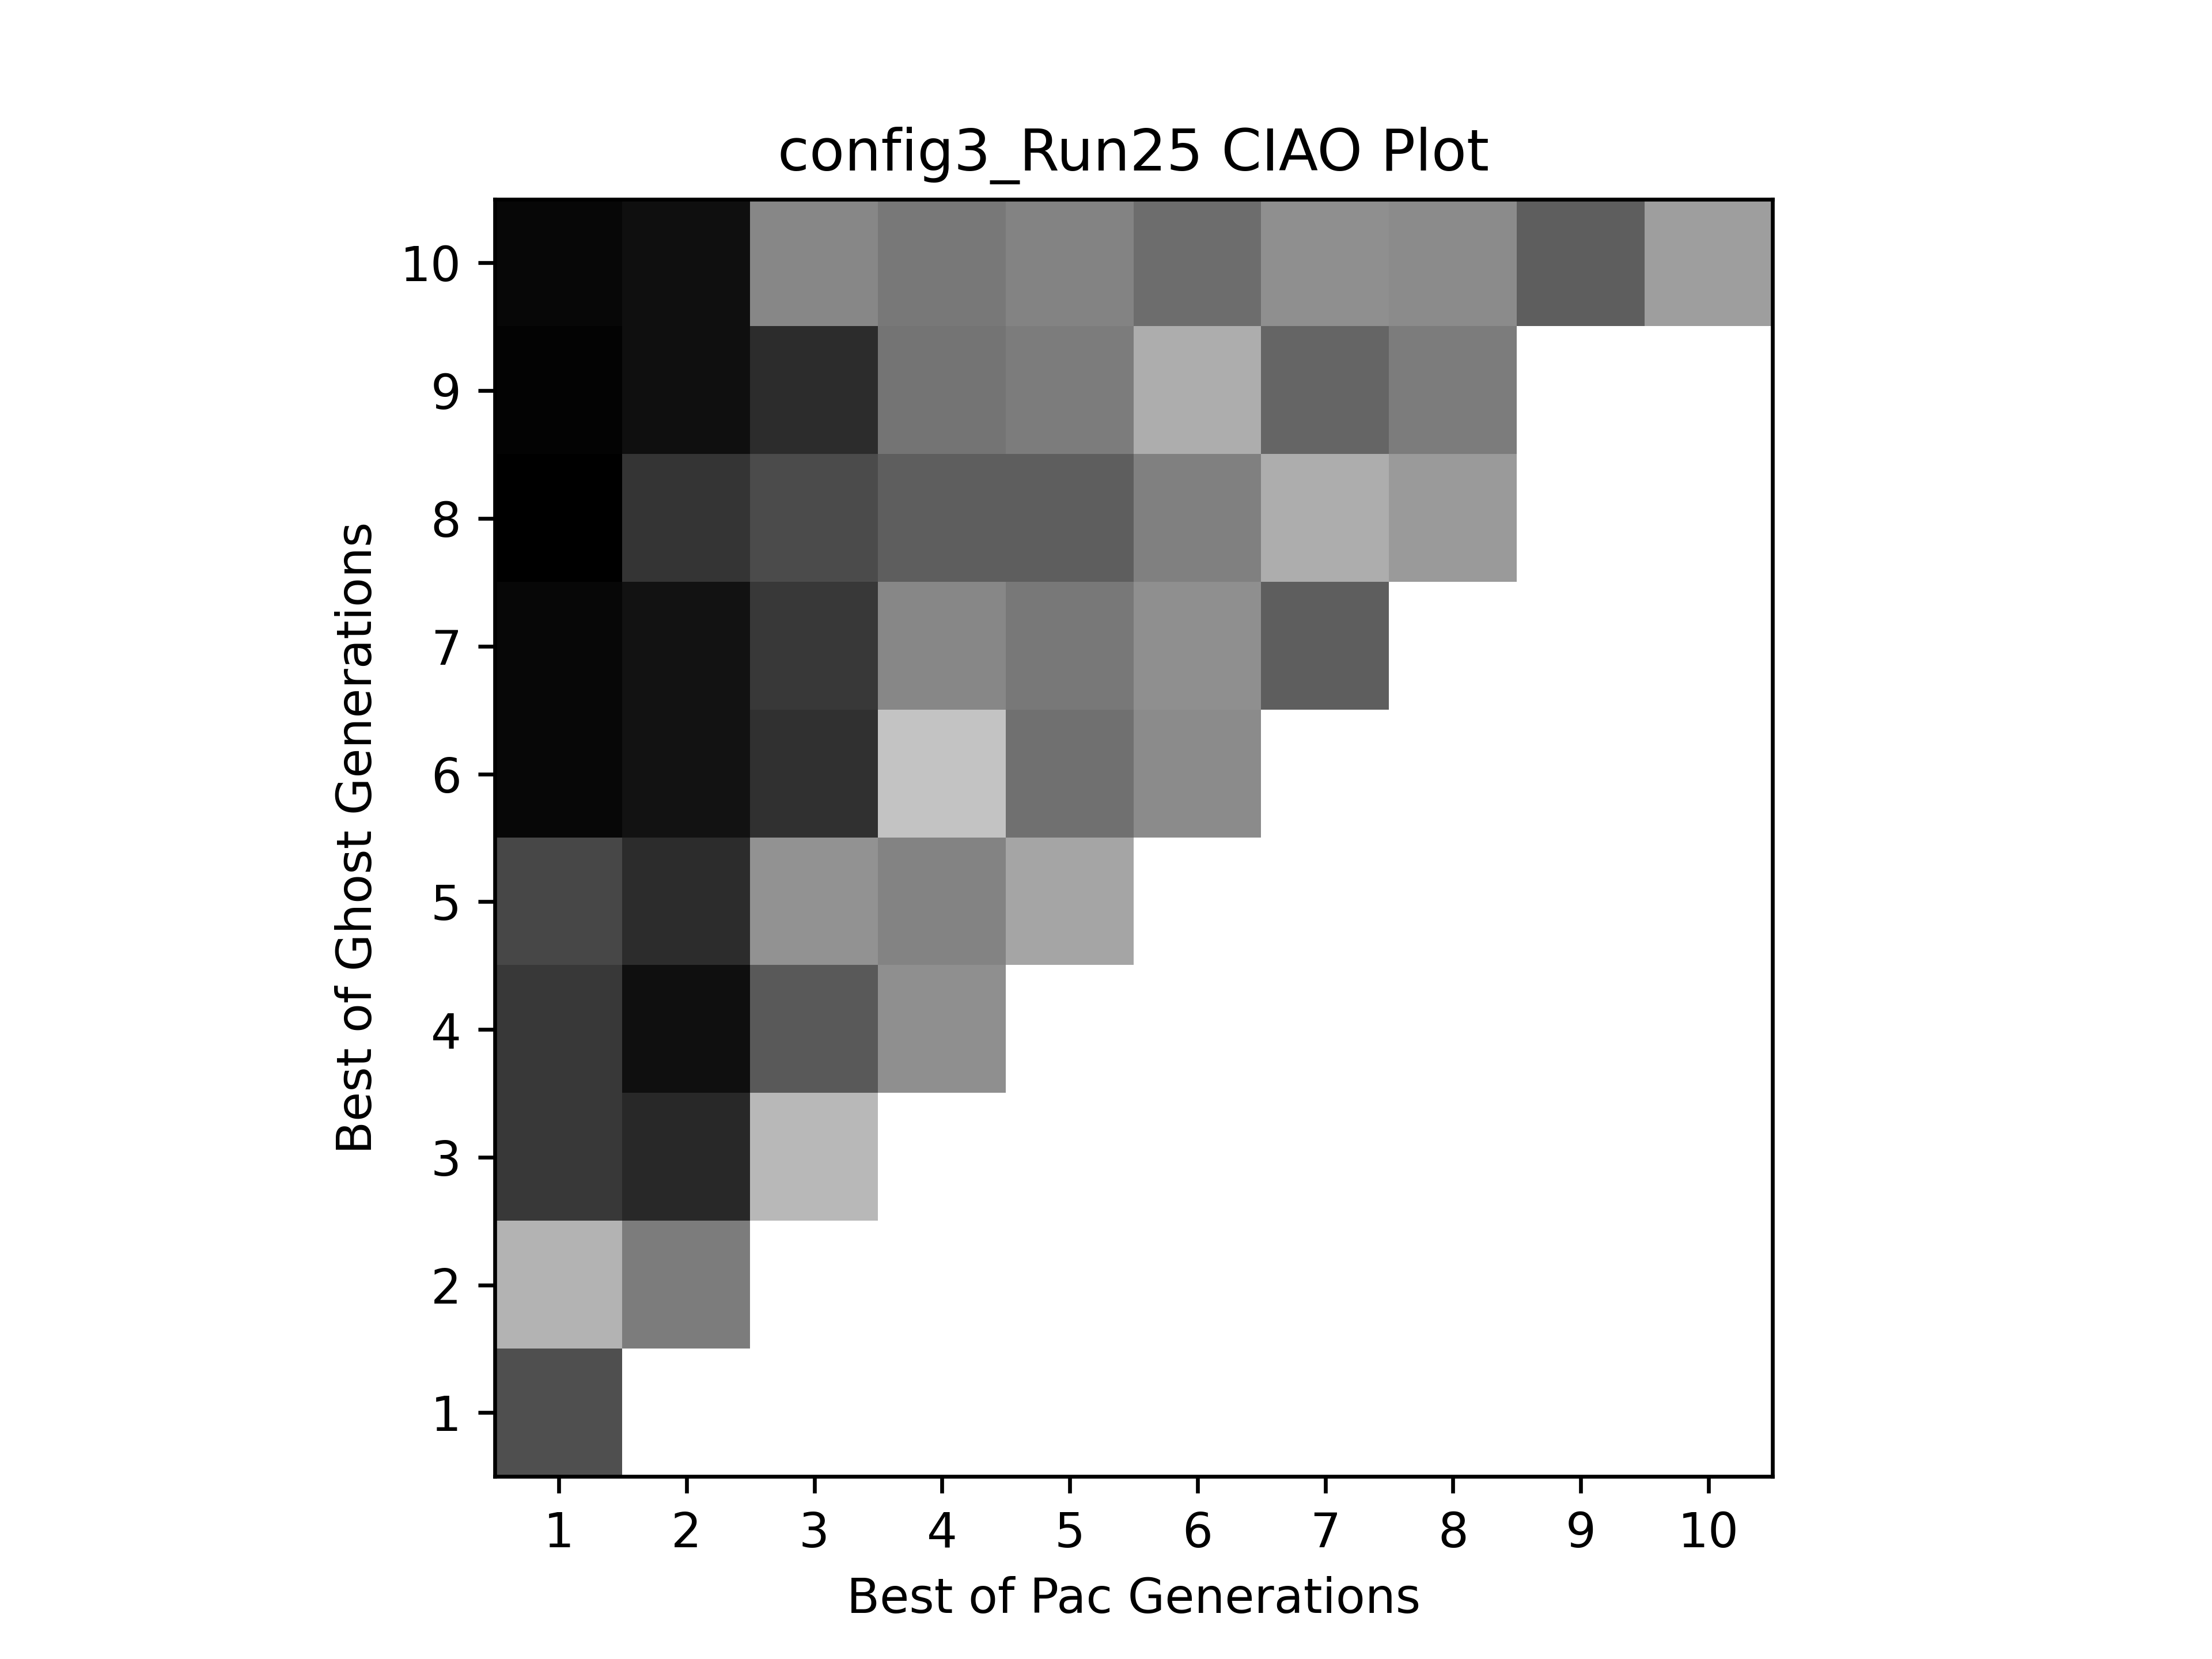 config3_Run25 CIAO Plot
10
9
8
7
6
5
4
3
2
1
Best of Ghost Generations
1 2 3 4 5 6 7 8 9 10
Best of Pac Generations